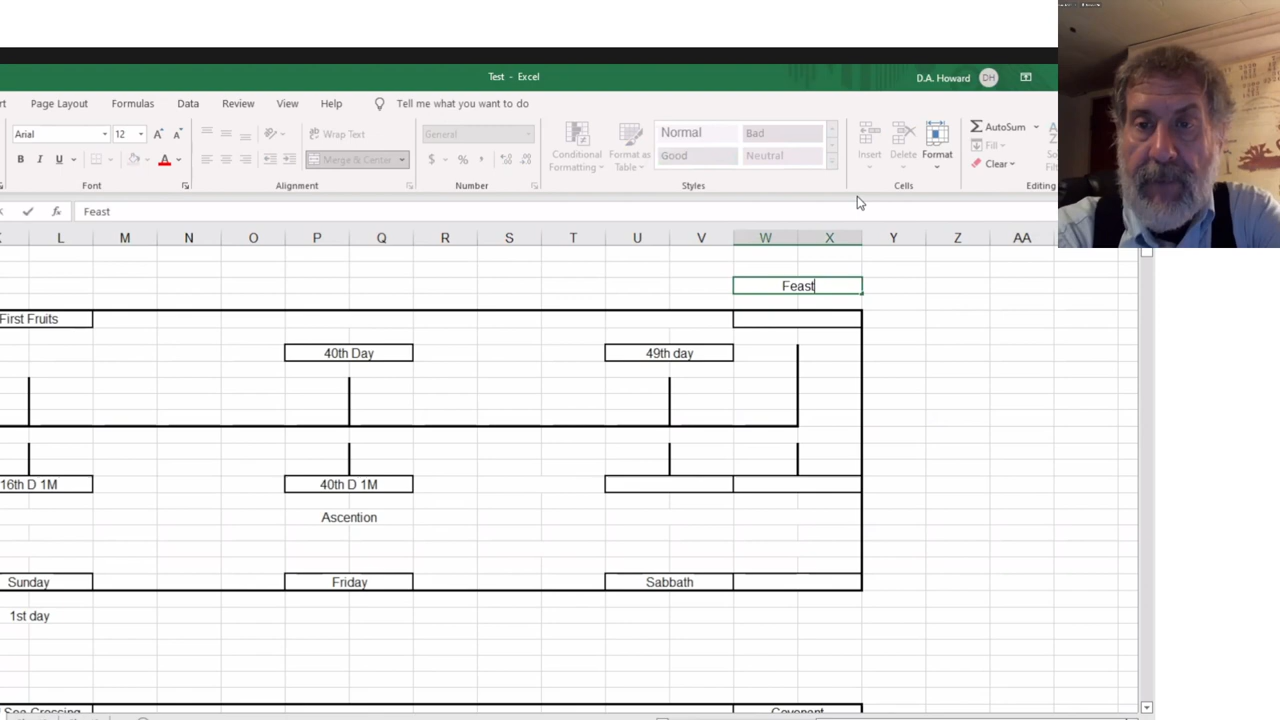 Test - Excel
D.A. Howard DH
Page Layout Formulas Data Review View Help Tell me what you want to do
Arial 12 A A Wrap Text General Normal Bad AutoSum
Conditional Formatting Format as Table Insert Delete Format Fill
B I U A Merge & Center $ % , Good Neutral Clear
Font Alignment Number Styles Cells Editing
fx Feast
L M N O P Q R S T U V W X Y Z AA
Feast
First Fruits
40th Day 49th day
16th D 1M 40th D 1M
Ascention
Sunday Friday Sabbath
1st day
Sea Crossing Covenant